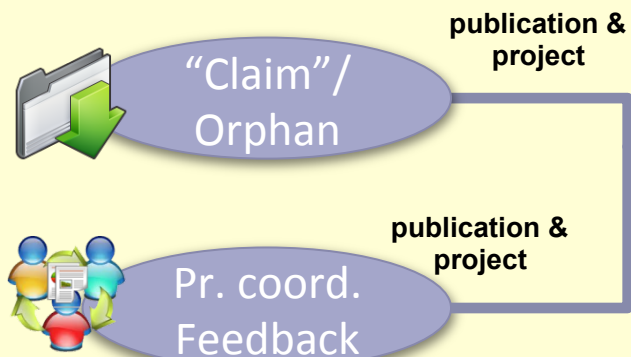 publication &
project
“Claim”/
Orphan
publication &
project
Pr. coord.
Feedback